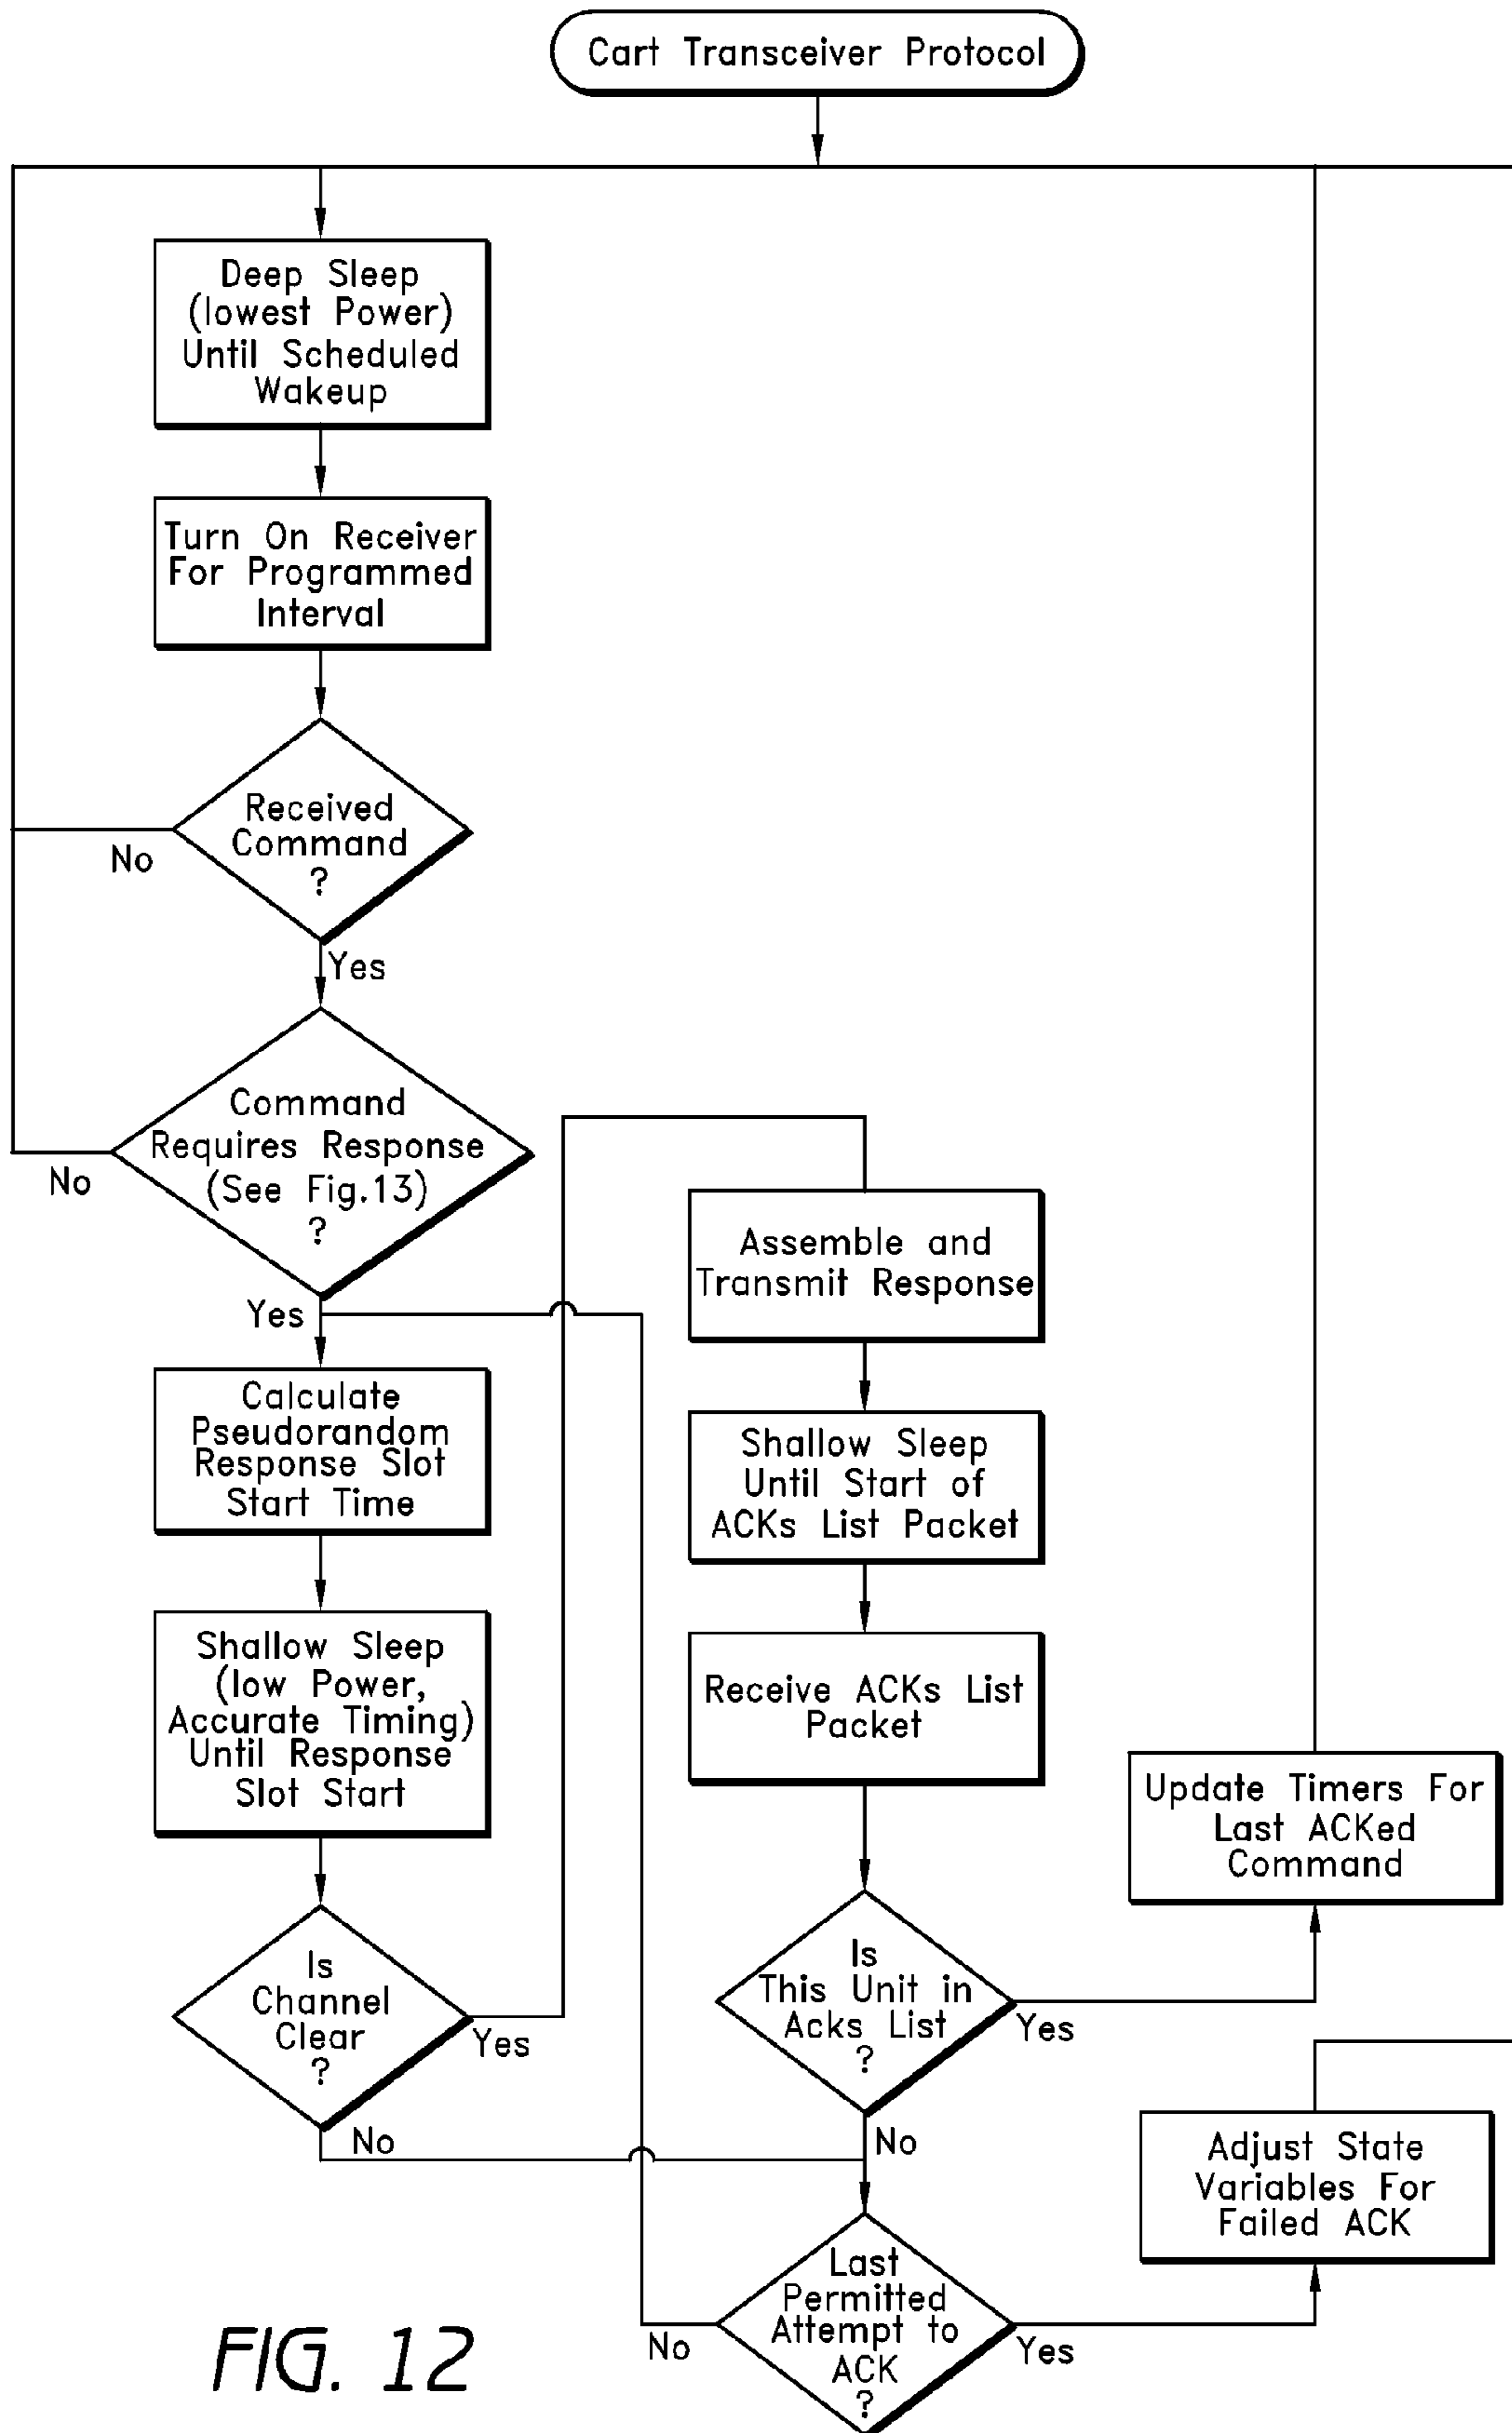 Cart Transceiver Protocol
Deep Sleep
(lowest Power)
Until Scheduled
Wakeup
Turn On Receiver
For Programmed
Interval
Received
Command
?
No
Yes
Command
Requires Response
(See Fig.13)
?
No
Yes
Calculate
Pseudorandom
Response Slot
Start Time
Shallow Sleep
(low Power,
Accurate Timing)
Until Response
Slot Start
Is
Channel
Clear
?
Yes
No
Assemble and
Transmit Response
Shallow Sleep
Until Start of
ACKs List Packet
Receive ACKs List
Packet
Is
This Unit in
Acks List
?
Yes
No
Update Timers For
Last ACKed
Command
Last
Permitted
Attempt to
ACK
?
No
Yes
Adjust State
Variables For
Failed ACK
FIG. 12